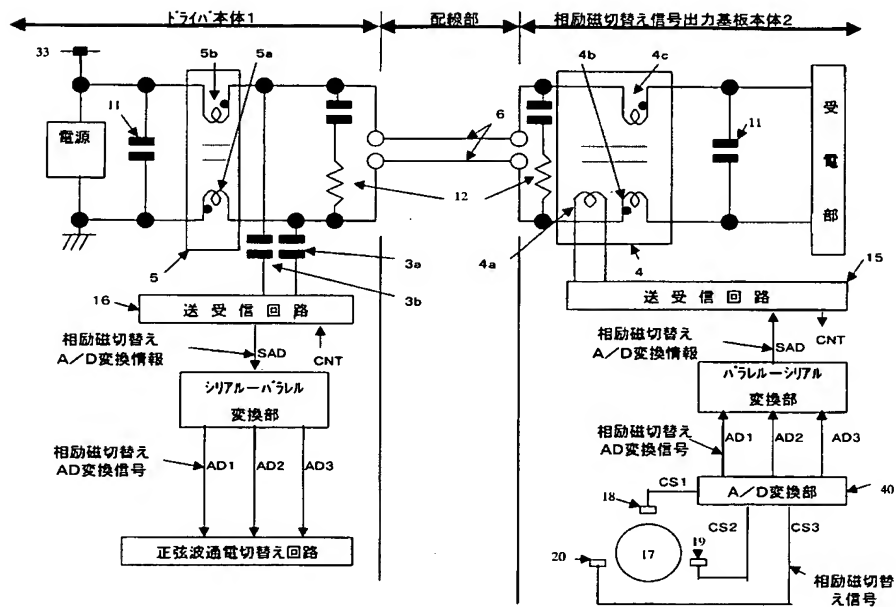 ドライバ本体1
配線部
相励磁切替え信号出力基板本体2
33
5b
5a
4b
4c
11
電源
6
11
受電部
12
5
3a
3b
4a
4
15
16
送受信回路
送受信回路
相励磁切替え
A/D変換情報
SAD
CNT
相励磁切替え
A/D変換情報
SAD
CNT
シリアルーパラレル
変換部
パラレルーシリアル
変換部
相励磁切替え
AD変換信号
AD1
AD2
AD3
相励磁切替え
AD変換信号
AD1
AD2
AD3
A/D変換部
40
CS1
18
CS2
CS3
17
19
20
正弦波通電切替え回路
相励磁切替
え信号